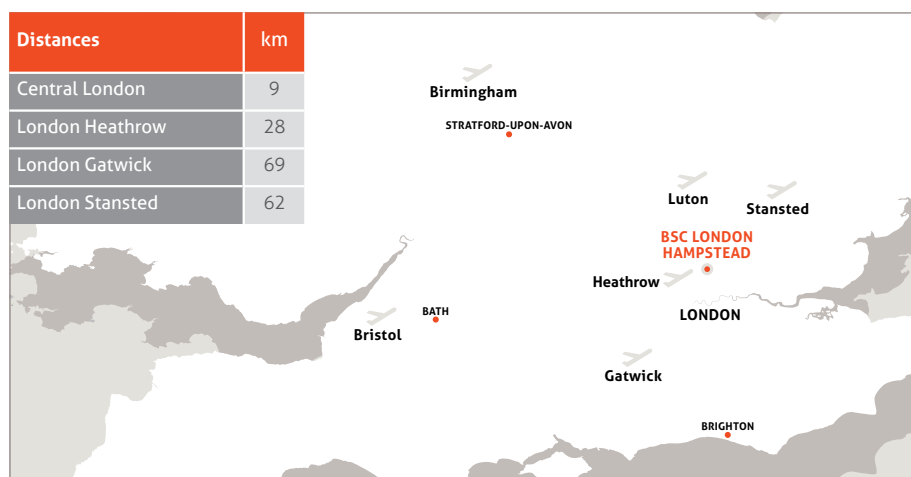 Distances km
Central London 9
London Heathrow 28
London Gatwick 69
London Stansted 62
Birmingham
STRATFORD-UPON-AVON
Luton
Stansted
BSC LONDON
HAMPSTEAD
Heathrow
BATH
LONDON
Bristol
Gatwick
BRIGHTON